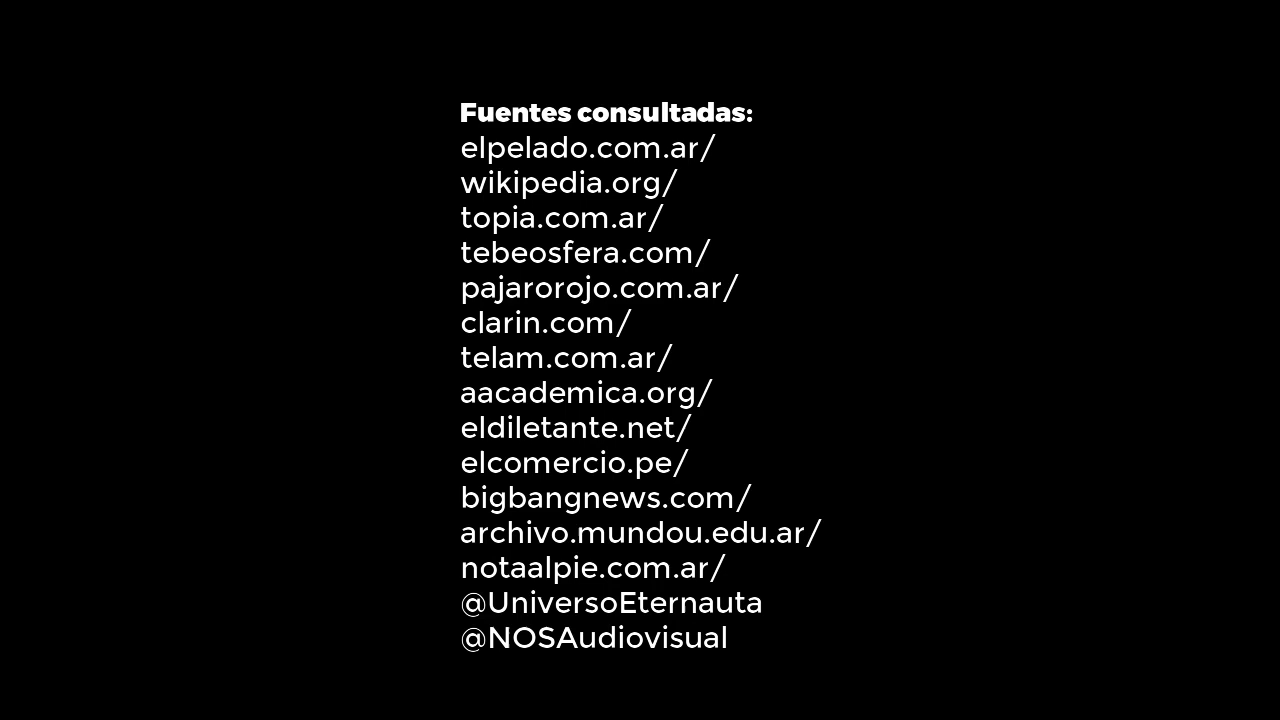 Fuentes consultadas:
elpelado.com.ar/
wikipedia.org/
topia.com.ar/
tebeosfera.com/
pajarorojo.com.ar/
clarin.com/
telam.com.ar/
aacademica.org/
eldiletante.net/
elcomercio.pe/
bigbangnews.com/
archivo.mundou.edu.ar/
notaalpie.com.ar/
@UniversoEternauta
@NOSAudiovisual